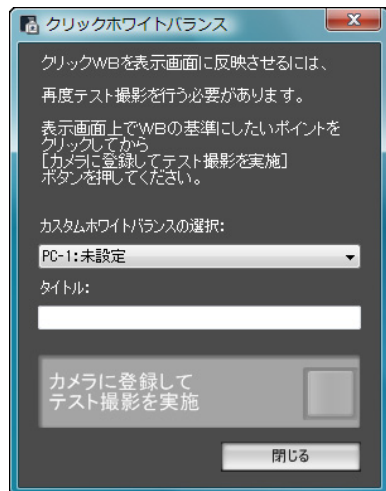 クリックホワイトバランス
クリックWBを表示画面に反映させるには、
再度テスト撮影を行う必要があります。
表示画面上でWBの基準にしたいポイントを
クリックしてから
[カメラに登録してテスト撮影を実施]
ボタンを押してください。
カスタムホワイトバランスの選択:
PC-1:未設定
タイトル:
カメラに登録して
テスト撮影を実施
閉じる